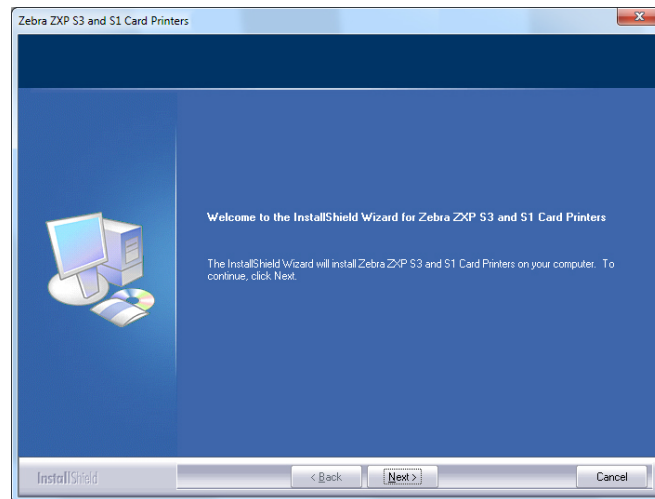 Zebra ZXP S3 and S1 Card Printers
Welcome to the InstallShield Wizard for Zebra ZXP S3 and S1 Card Printers
The InstallShield Wizard will install Zebra ZXP S3 and S1 Card Printers on your computer. To
continue, click Next.
InstallShield
< Back
Next >
Cancel